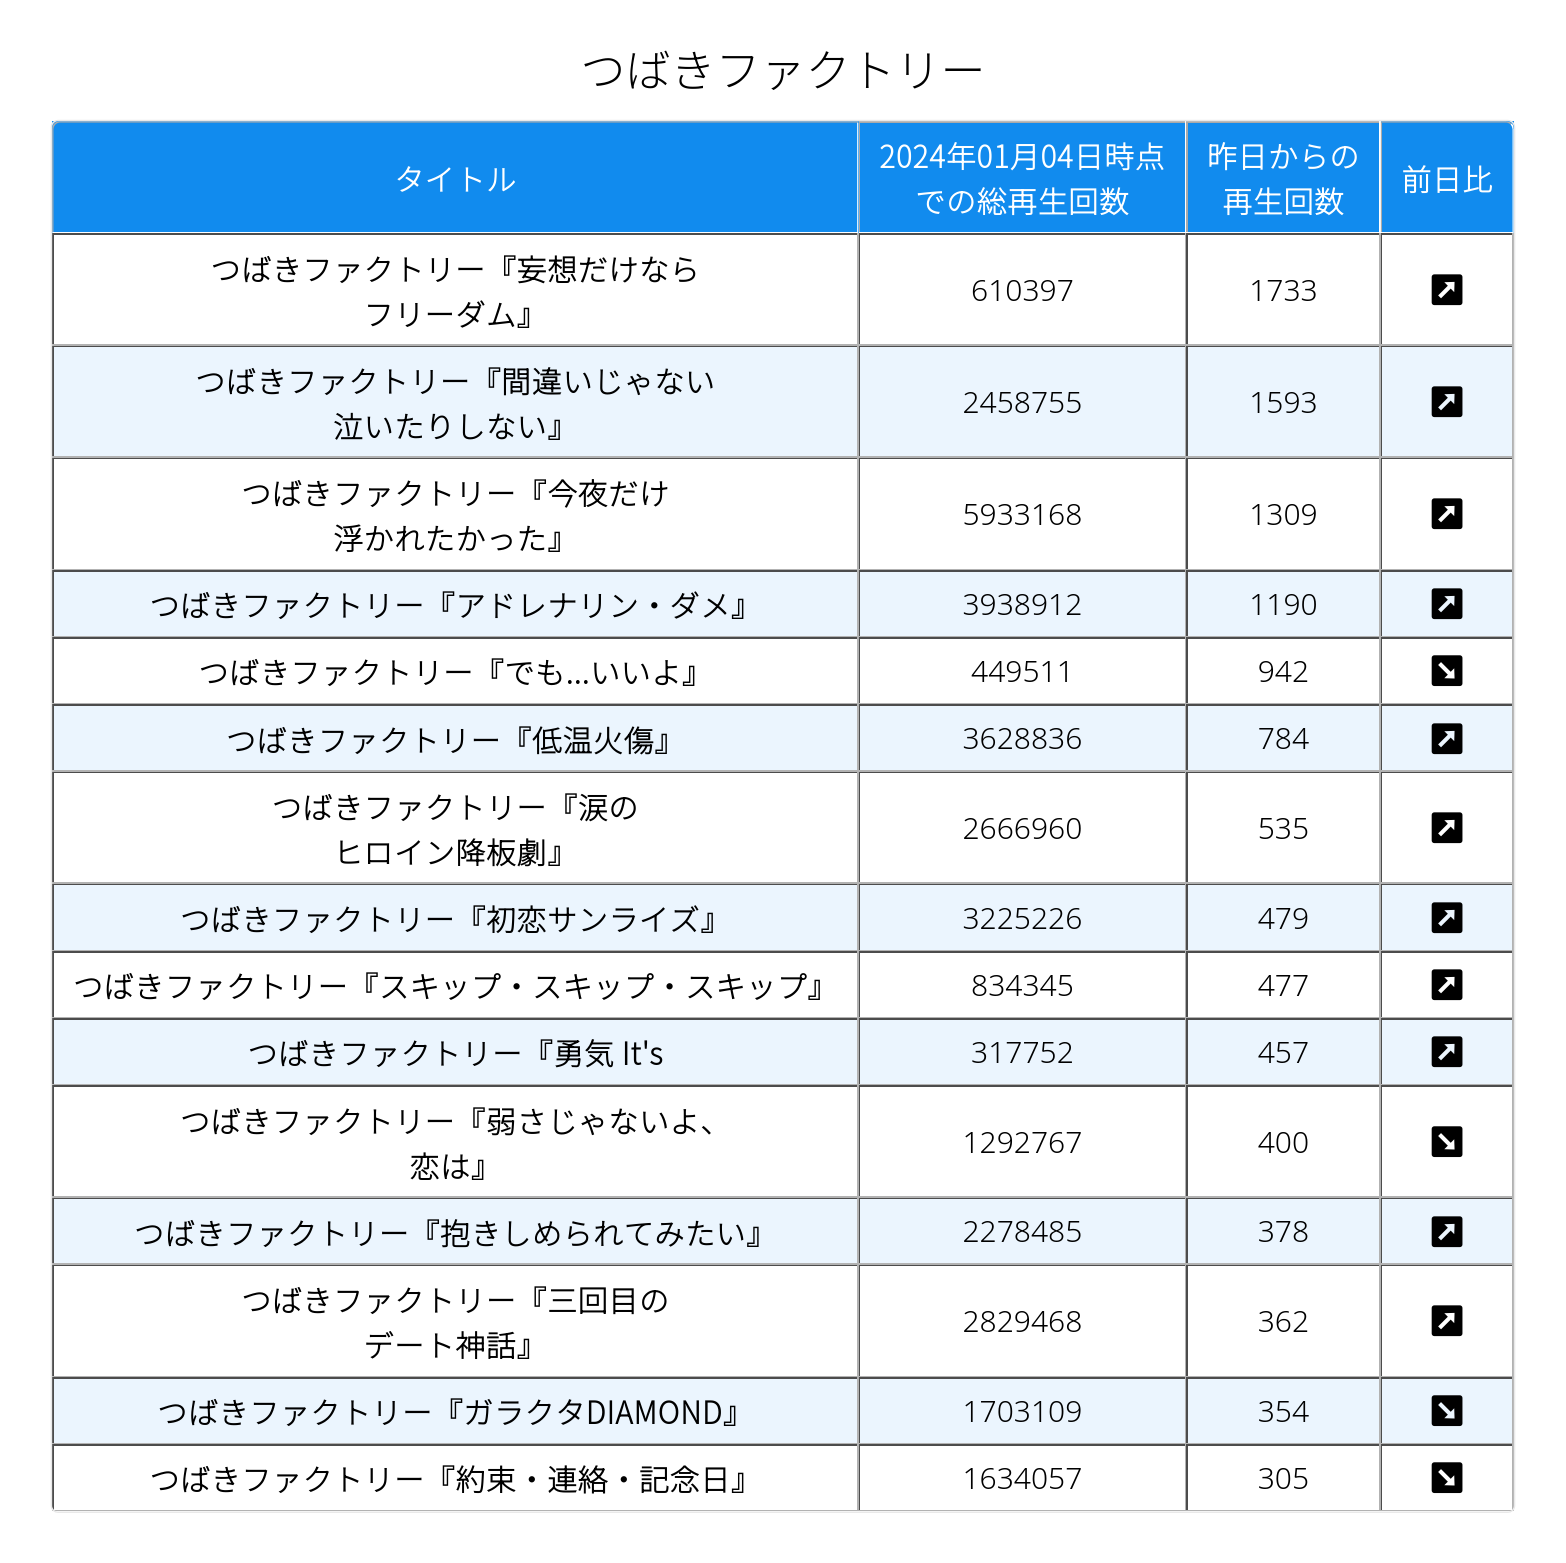 つばきファクトリー
タイトル
2024年01月04日時点
での総再生回数
昨日からの
再生回数
前日比
つばきファクトリー『妄想だけなら
フリーダム』
610397
1733
つばきファクトリー『間違いじゃない
泣いたりしない』
2458755
1593
つばきファクトリー『今夜だけ
浮かれたかった』
5933168
1309
つばきファクトリー『アドレナリン・ダメ』
3938912
1190
つばきファクトリー『でも...いいよ』
449511
942
つばきファクトリー『低温火傷』
3628836
784
つばきファクトリー『涙の
ヒロイン降板劇』
2666960
535
つばきファクトリー『初恋サンライズ』
3225226
479
つばきファクトリー『スキップ・スキップ・スキップ』
834345
477
つばきファクトリー『勇気 It's
317752
457
つばきファクトリー『弱さじゃないよ、
恋は』
1292767
400
つばきファクトリー『抱きしめられてみたい』
2278485
378
つばきファクトリー『三回目の
デート神話』
2829468
362
つばきファクトリー『ガラクタDIAMOND』
1703109
354
つばきファクトリー『約束・連絡・記念日』
1634057
305